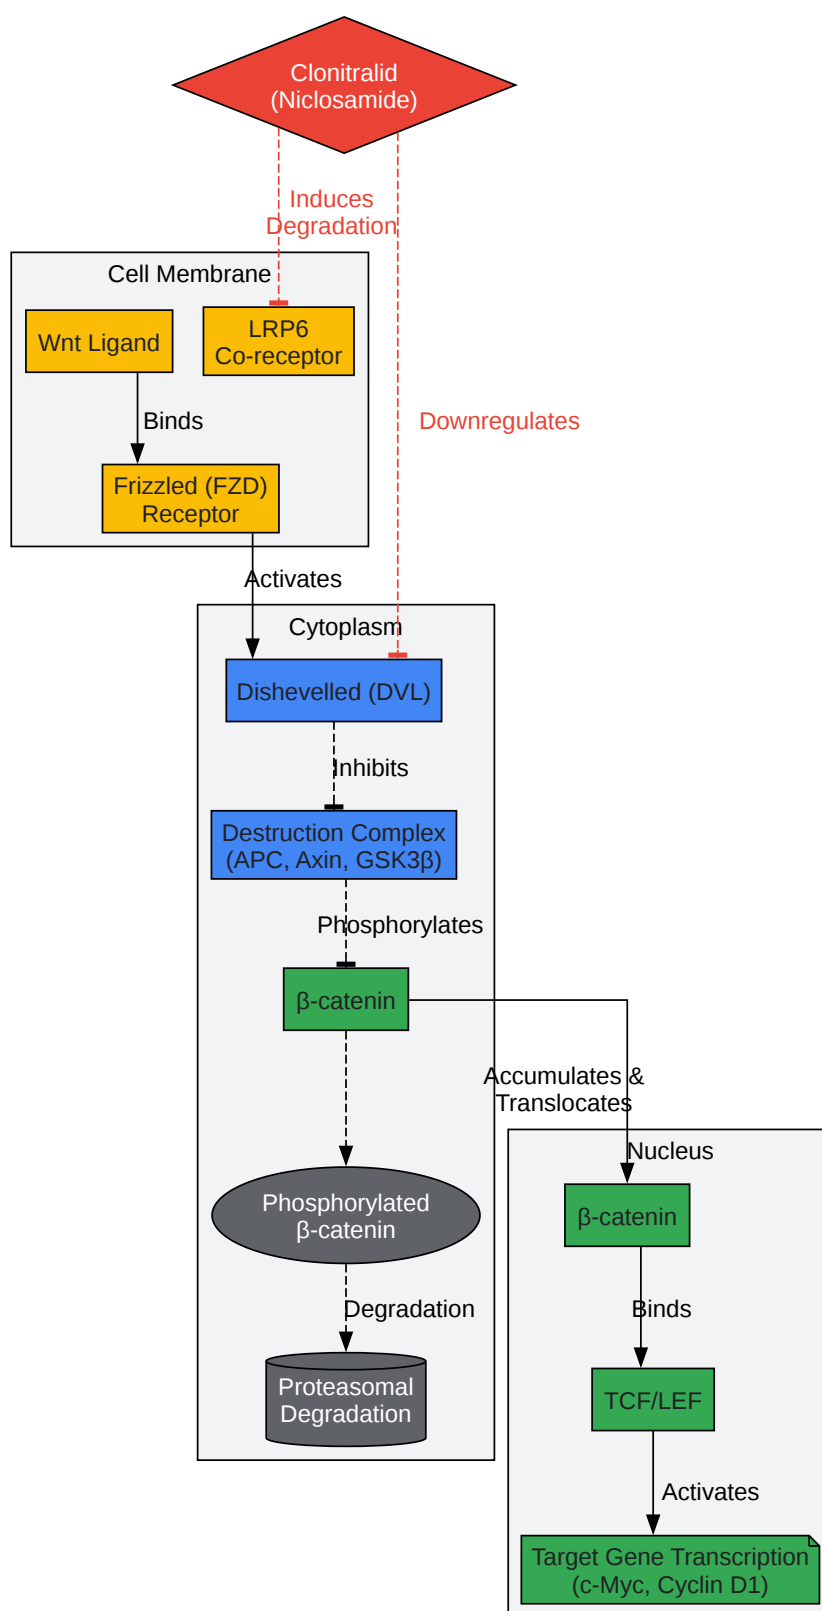 Clonitralid
(Niclosamide)
Induces
Degradation
Cell Membrane
Wnt Ligand
LRP6
Co-receptor
Binds
Downregulates
Frizzled (FZD)
Receptor
Activates
Cytoplasm
Dishevelled (DVL)
Inhibits
Destruction Complex
(APC, Axin, GSK3β)
Phosphorylates
β-catenin
Accumulates &
Translocates
Nucleus
Phosphorylated
β-catenin
β-catenin
Degradation
Binds
Proteasomal
Degradation
TCF/LEF
Activates
Target Gene Transcription
(c-Myc, Cyclin D1)